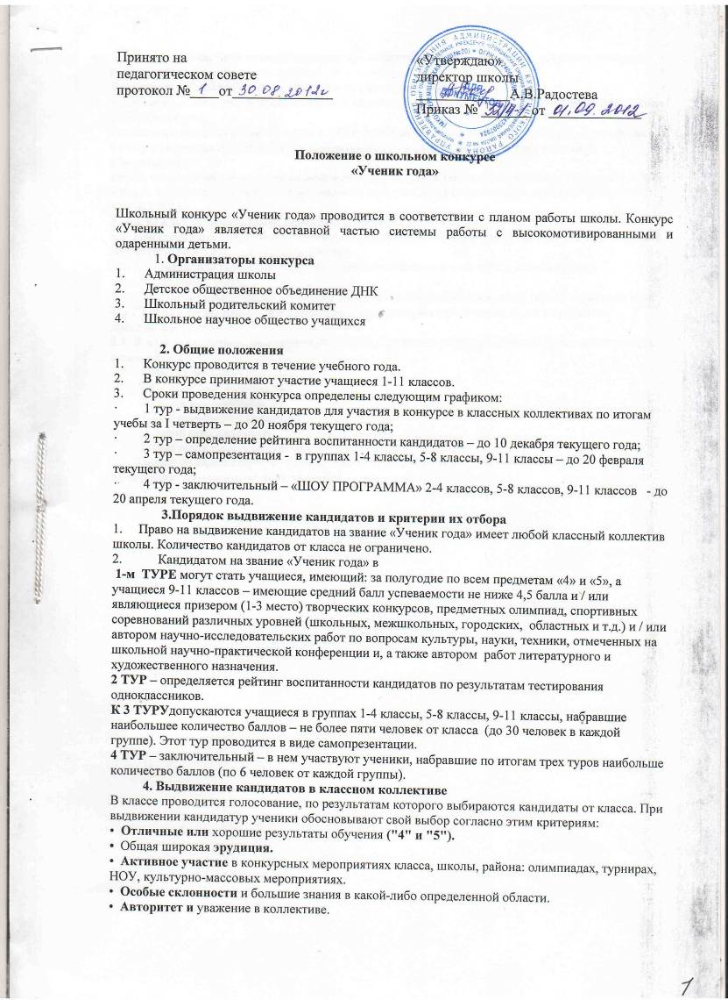 Принято на
педагогическом совете
протокол № 1 от 30.08.2012г
«Утверждаю»
директор школы
А.В.Радостева
Приказ № от 01.09.2012
Положение о школьном конкурсе
«Ученик года»
Школьный конкурс «Ученик года» проводится в соответствии с планом работы школы. Конкурс
«Ученик года» является составной частью системы работы с высокомотивированными и
одаренными детьми.
1. Организаторы конкурса
1. Администрация школы
2. Детское общественное объединение ДНК
3. Школьный родительский комитет
4. Школьное научное общество учащихся
2. Общие положения
1. Конкурс проводится в течение учебного года.
2. В конкурсе принимают участие учащиеся 1-11 классов.
3. Сроки проведения конкурса определены следующим графиком:
· 1 тур - выдвижение кандидатов для участия в конкурсе в классных коллективах по итогам
учебы за I четверть – до 20 ноября текущего года;
· 2 тур – определение рейтинга воспитанности кандидатов – до 10 декабря текущего года;
· 3 тур – самопрезентация - в группах 1-4 классы, 5-8 классы, 9-11 классы – до 20 февраля
текущего года;
· 4 тур - заключительный – «ШОУ ПРОГРАММА» 2-4 классов, 5-8 классов, 9-11 классов - до
20 апреля текущего года.
3.Порядок выдвижение кандидатов и критерии их отбора
1. Право на выдвижение кандидатов на звание «Ученик года» имеет любой классный коллектив
школы. Количество кандидатов от класса не ограничено.
2. Кандидатом на звание «Ученик года» в
1-м ТУРЕ могут стать учащиеся, имеющий: за полугодие по всем предметам «4» и «5», а
учащиеся 9-11 классов – имеющие средний балл успеваемости не ниже 4,5 балла и / или
являющиеся призером (1-3 место) творческих конкурсов, предметных олимпиад, спортивных
соревнований различных уровней (школьных, межшкольных, городских, областных и т.д.) и / или
автором научно-исследовательских работ по вопросам культуры, науки, техники, отмеченных на
школьной научно-практической конференции и, а также автором работ литературного и
художественного назначения.
2 ТУР – определяется рейтинг воспитанности кандидатов по результатам тестирования
одноклассников.
К 3 ТУРУдопускаются учащиеся в группах 1-4 классы, 5-8 классы, 9-11 классы, набравшие
наибольшее количество баллов – не более пяти человек от класса (до 30 человек в каждой
группе). Этот тур проводится в виде самопрезентации.
4 ТУР – заключительный – в нем участвуют ученики, набравшие по итогам трех туров наибольше
количество баллов (по 6 человек от каждой группы).
4. Выдвижение кандидатов в классном коллективе
В классе проводится голосование, по результатам которого выбираются кандидаты от класса. При
выдвижении кандидатур ученики обосновывают свой выбор согласно этим критериям:
• Отличные или хорошие результаты обучения ("4" и "5").
• Общая широкая эрудиция.
• Активное участие в конкурсных мероприятиях класса, школы, района: олимпиадах, турнирах,
НОУ, культурно-массовых мероприятиях.
• Особые склонности и большие знания в какой-либо определенной области.
• Авторитет и уважение в коллективе.
1